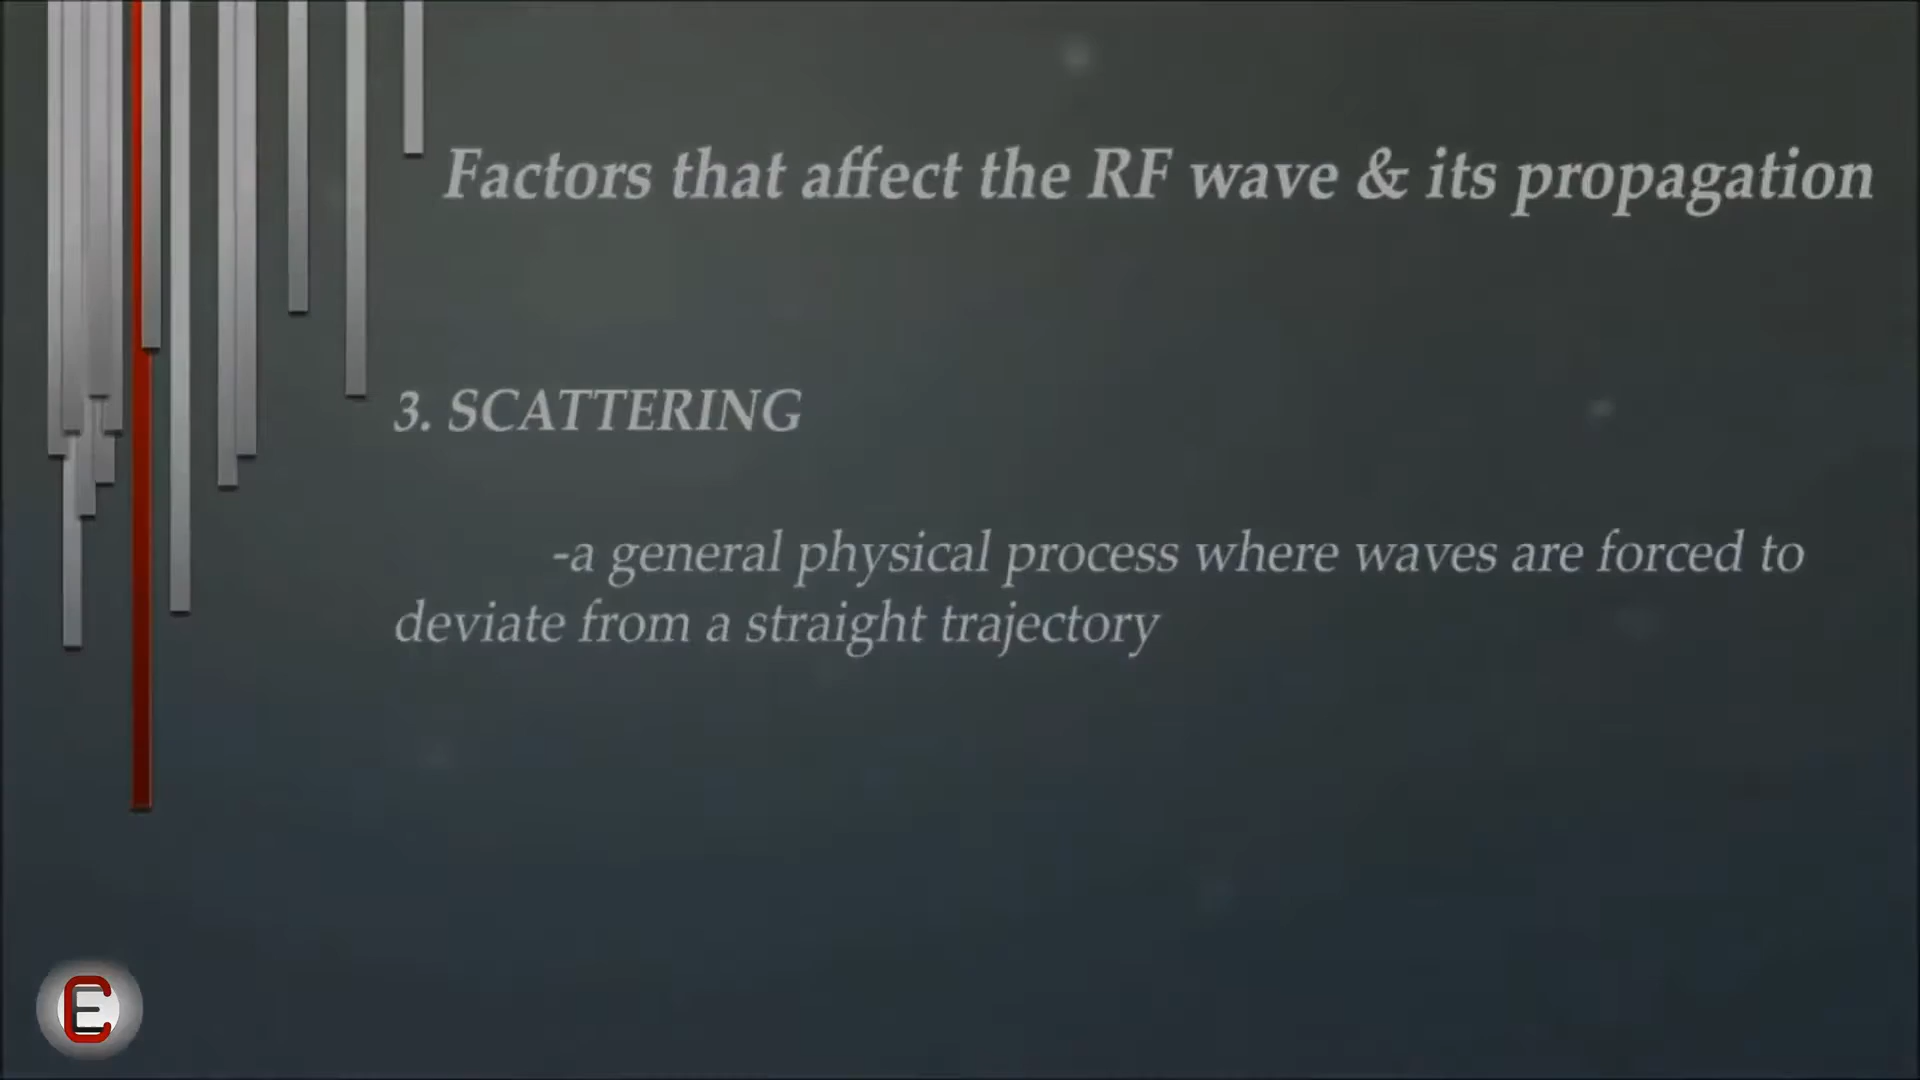 Factors that affect the RF wave & its propagation
3. SCATTERING
-a general physical process where waves are forced to
deviate from a straight trajectory
CE